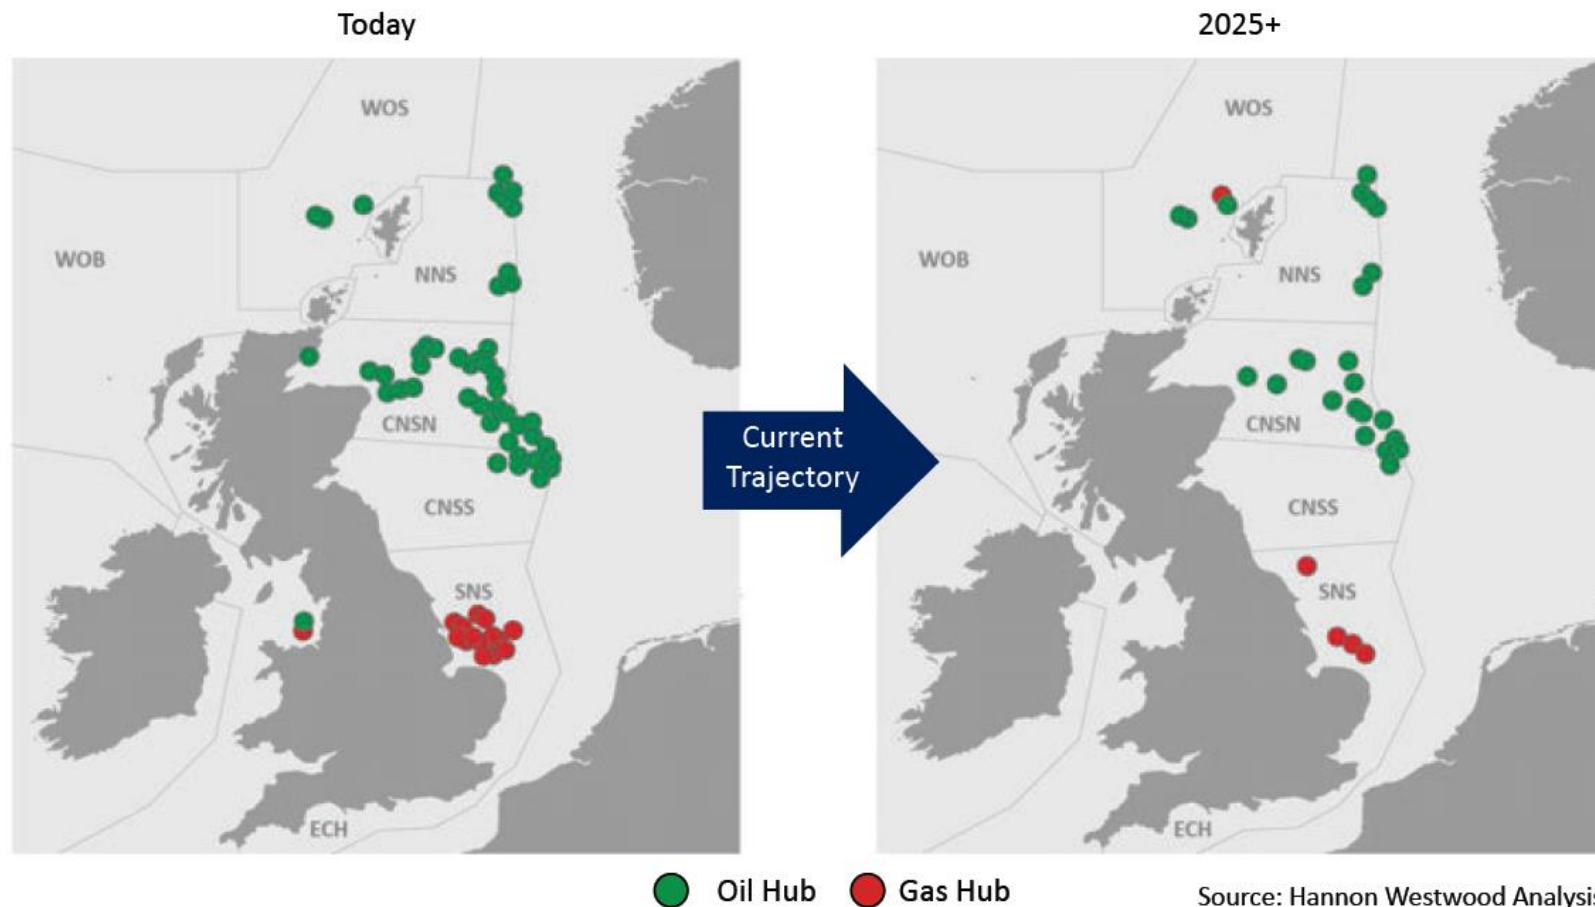 Today
2025+
WOS
WOB
NNS
CNSN
CNSS
SNS
ECH
Current
Trajectory
WOS
WOB
NNS
CNSN
CNSS
SNS
ECH
Oil Hub
Gas Hub
Source: Hannon Westwood Analysis